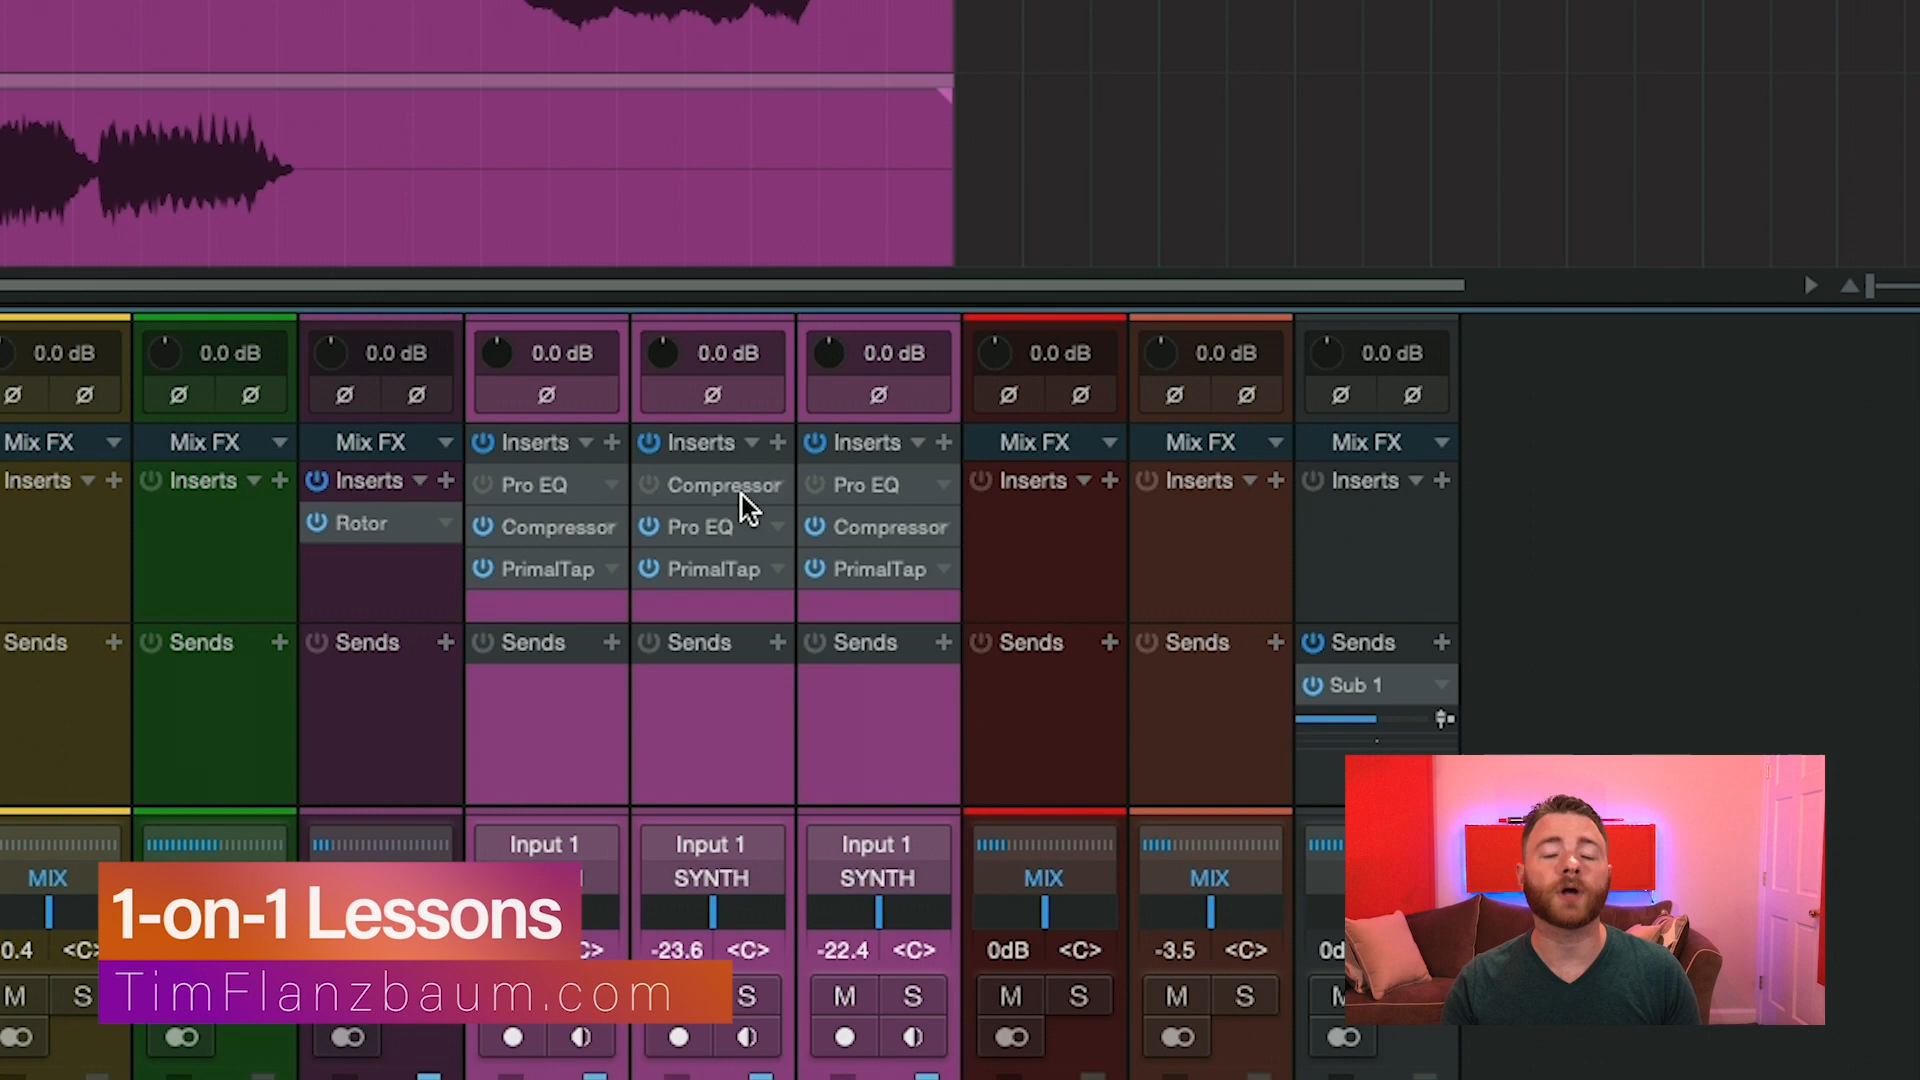 0.0 dB 0.0 dB 0.0 dB 0.0 dB 0.0 dB 0.0 dB 0.0 dB 0.0 dB 0.0 dB
Ø Ø Ø Ø Ø Ø Ø Ø Ø Ø Ø Ø Ø Ø Ø
Mix FX Mix FX Mix FX Inserts + Inserts + Inserts + Mix FX Mix FX Mix FX
Inserts + Inserts + Inserts + Pro EQ Compressor Pro EQ Inserts + Inserts + Inserts +
Rotor Compressor Pro EQ Compressor
PrimalTap PrimalTap PrimalTap
Sends + Sends + Sends + Sends + Sends + Sends + Sends + Sends + Sends +
Sub 1
Input 1 Input 1 Input 1
MIX SYNTH SYNTH MIX MIX
1-on-1 Lessons
0.4 <C> C> -23.6 <C> -22.4 <C> 0dB <C> -3.5 <C> 0d
TimFlanzbaum.com
M S S M S M S M S M